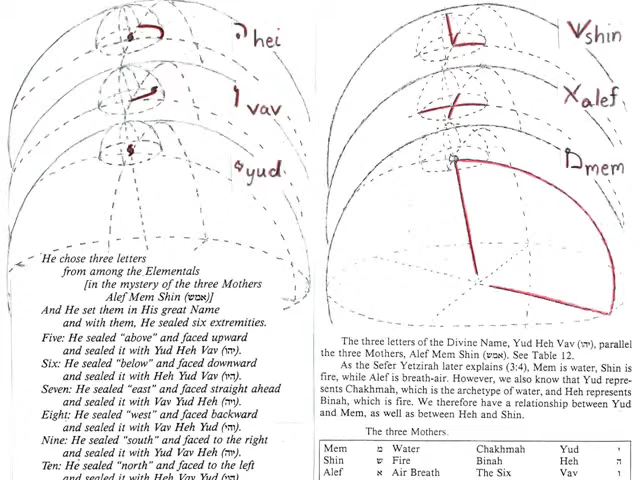 hei
vav
yud
He chose three letters
from among the Elementals
[in the mystery of the three Mothers
Alef Mem Shin (אמש)]
And He set them in His great Name
and with them, He sealed six extremities.
Five: He sealed "above" and faced upward
and sealed it with Yud Heh Vav (יהו).
Six: He sealed "below" and faced downward
and sealed it with Heh Yud Vav (היו).
Seven: He sealed "east" and faced straight ahead
and sealed it with Vav Yud Heh (ויה).
Eight: He sealed "west" and faced backward
and sealed it with Vav Heh Yud (והי).
Nine: He sealed "south" and faced to the right
and sealed it with Yud Vav Heh (יוה).
Ten: He sealed "north" and faced to the left
and sealed it with Heh Vav Yud (הוי).
shin
alef
mem
The three letters of the Divine Name, Yud Heh Vav (יהו), parallel
the three Mothers, Alef Mem Shin (אמש). See Table 12.
As the Sefer Yetzirah later explains (3:4), Mem is water, Shin is
fire, while Alef is breath-air. However, we also know that Yud repre-
sents Chakhmah, which is the archetype of water, and Heh represents
Binah, which is fire. We therefore have a relationship between Yud
and Mem, as well as between Heh and Shin.
The three Mothers.
Mem מ Water Chakhmah Yud י
Shin ש Fire Binah Heh ה
Alef א Air Breath The Six Vav ו